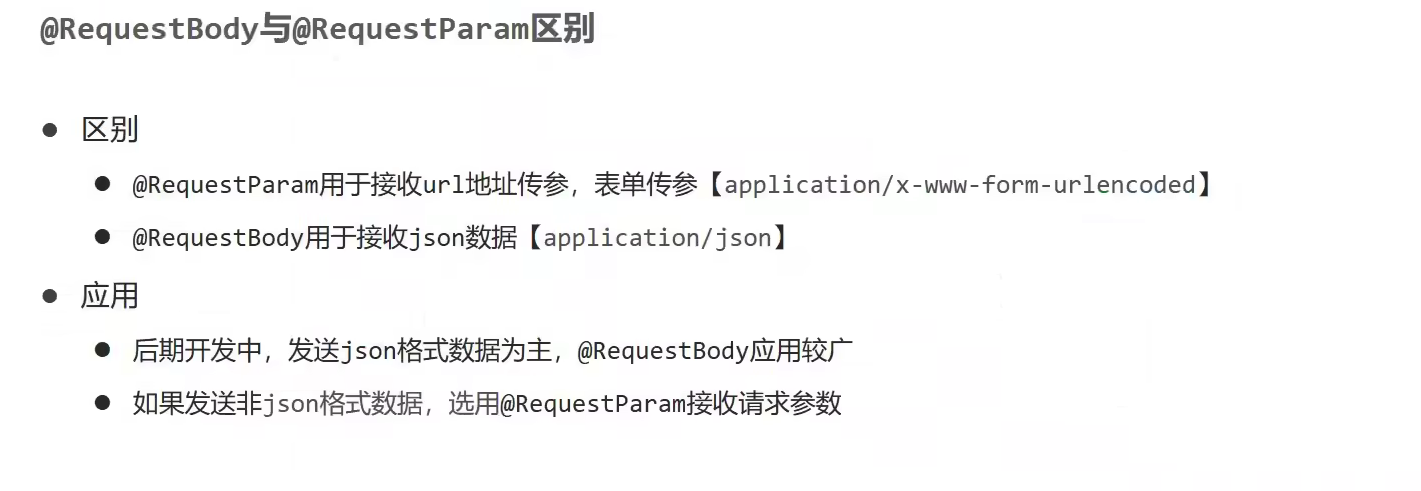 @RequestBody与@RequestParam区别
区别
@RequestParam用于接收url地址传参，表单传参【application/x-www-form-urlencoded】
@RequestBody用于接收json数据【application/json】
应用
后期开发中，发送json格式数据为主，@RequestBody应用较广
如果发送非json格式数据，选用@RequestParam接收请求参数